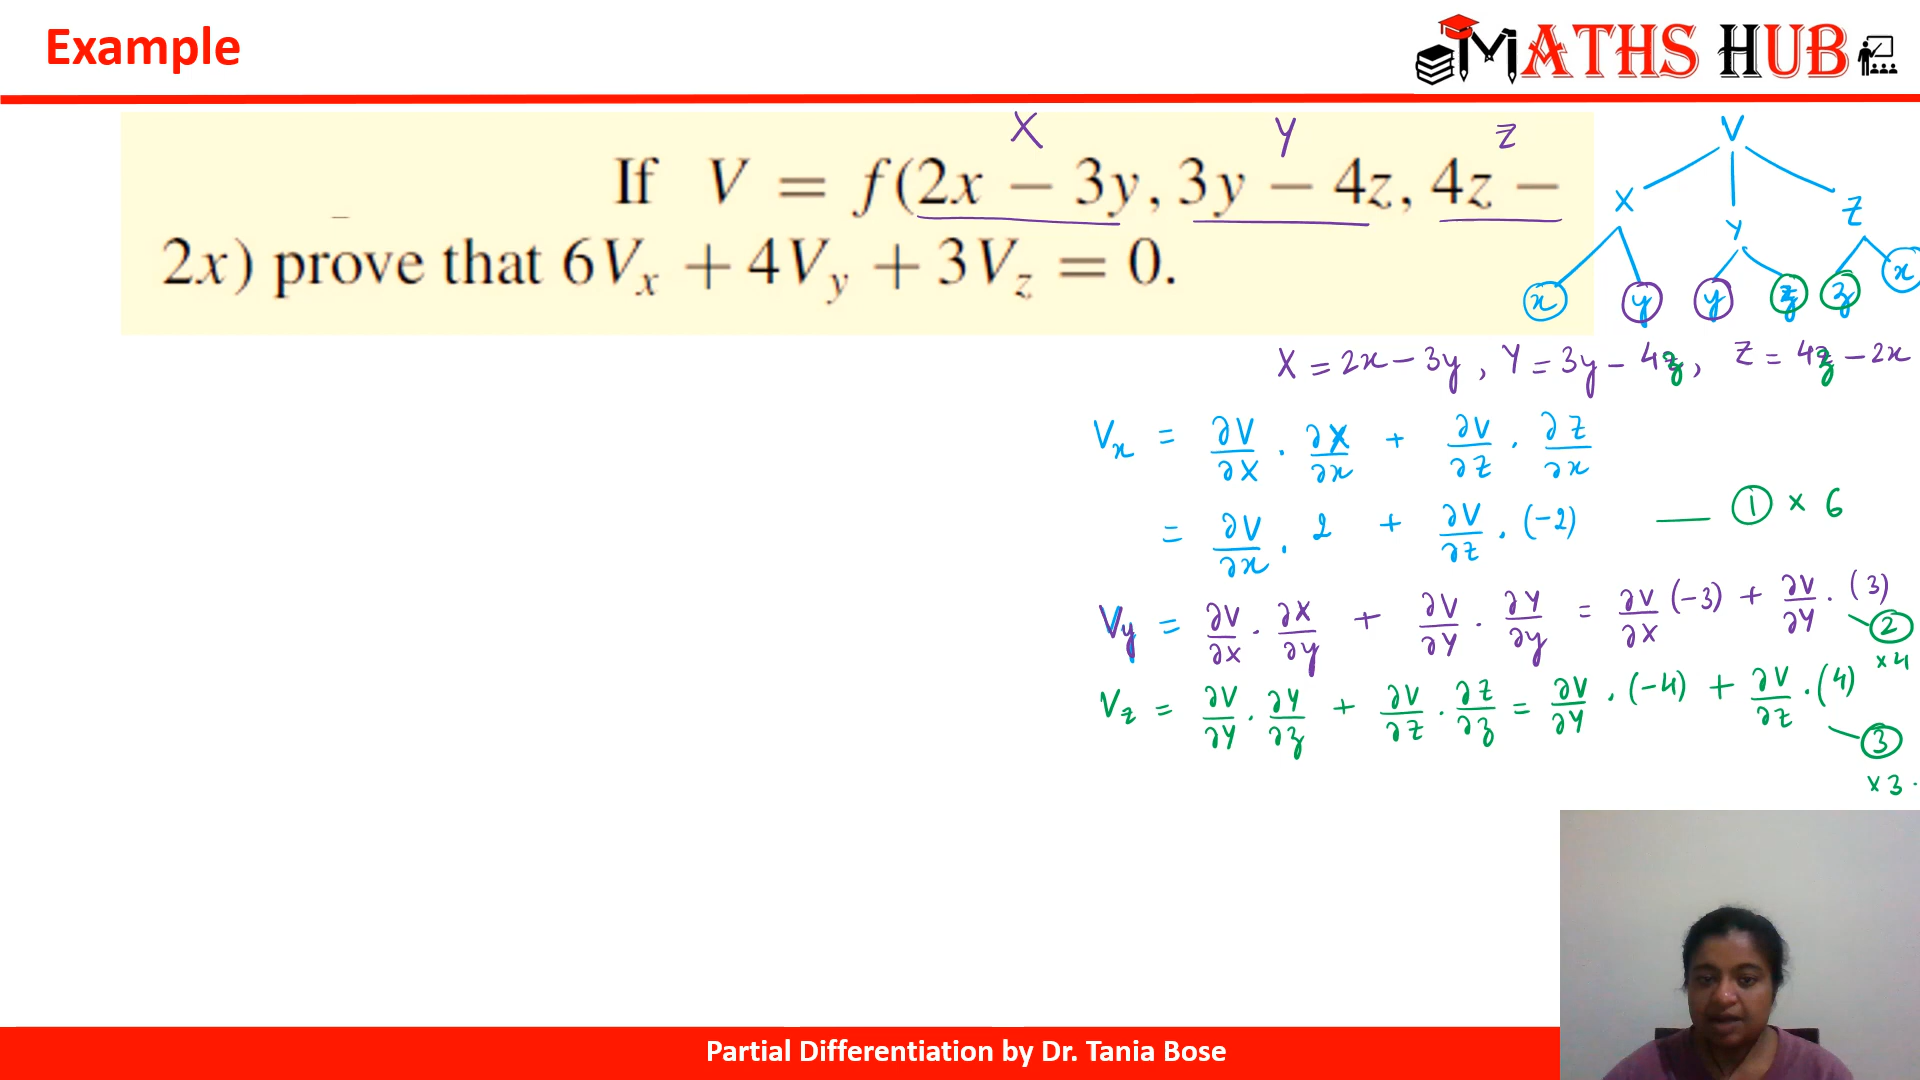 Example
MATHS HUB
X Y Z
If V = f(2x − 3y, 3y − 4z, 4z −
2x) prove that 6Vₓ + 4V_y + 3V_z = 0.
V
X Y Z
x y y z z x
X = 2x − 3y, Y = 3y − 4z, Z = 4z − 2x
Vₓ = ∂V/∂X · ∂X/∂x + ∂V/∂Z · ∂Z/∂x
= ∂V/∂x · 2 + ∂V/∂Z · (−2) — ① × 6
V_y = ∂V/∂X · ∂X/∂y + ∂V/∂Y · ∂Y/∂y = ∂V/∂X (−3) + ∂V/∂Y · (3) — ②
×4
V_z = ∂V/∂Y · ∂Y/∂z + ∂V/∂Z · ∂Z/∂z = ∂V/∂Y · (−4) + ∂V/∂Z · (4)
— ③
×3 ·
Partial Differentiation by Dr. Tania Bose